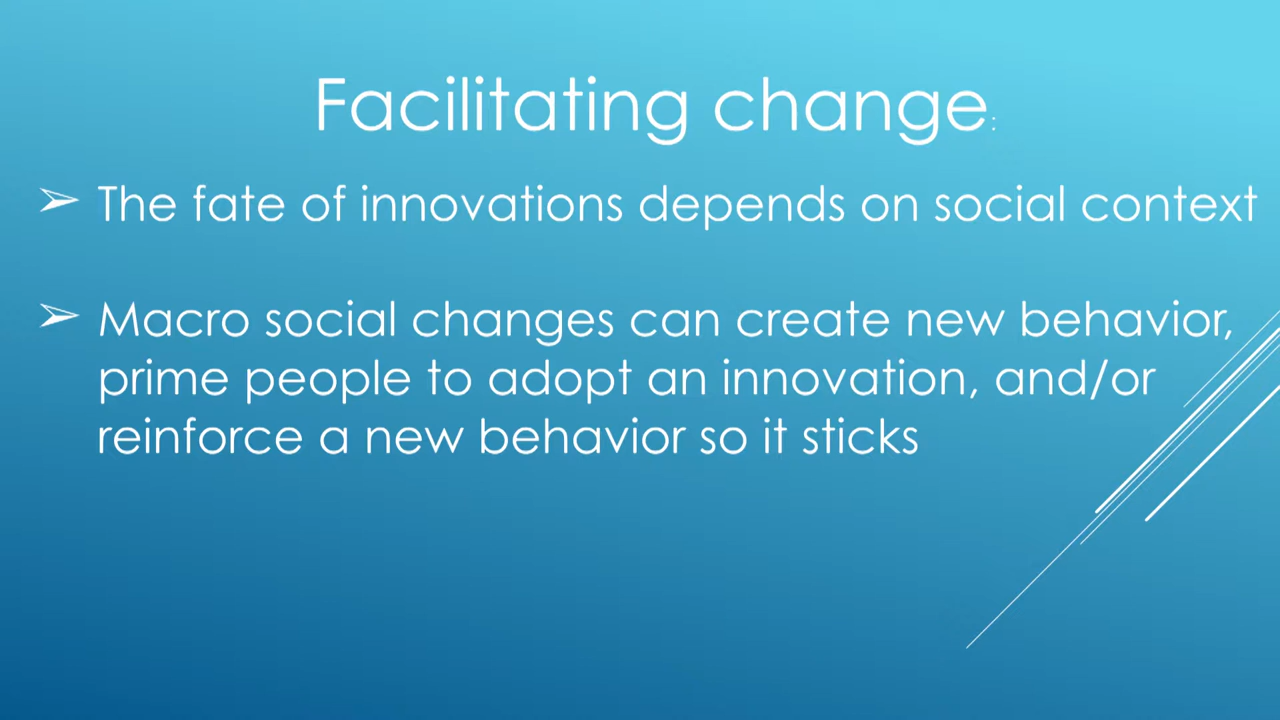 Facilitating change:
➢ The fate of innovations depends on social context
➢ Macro social changes can create new behavior,
prime people to adopt an innovation, and/or
reinforce a new behavior so it sticks